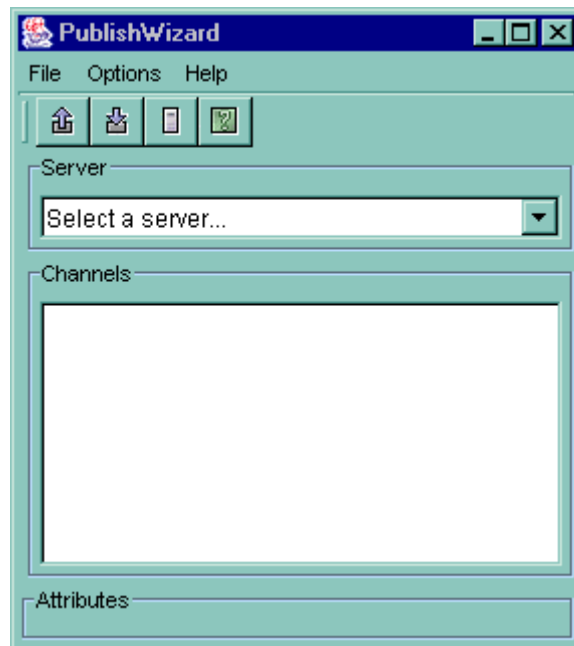 PublishWizard
File Options Help
Server
Select a server...
Channels
Attributes